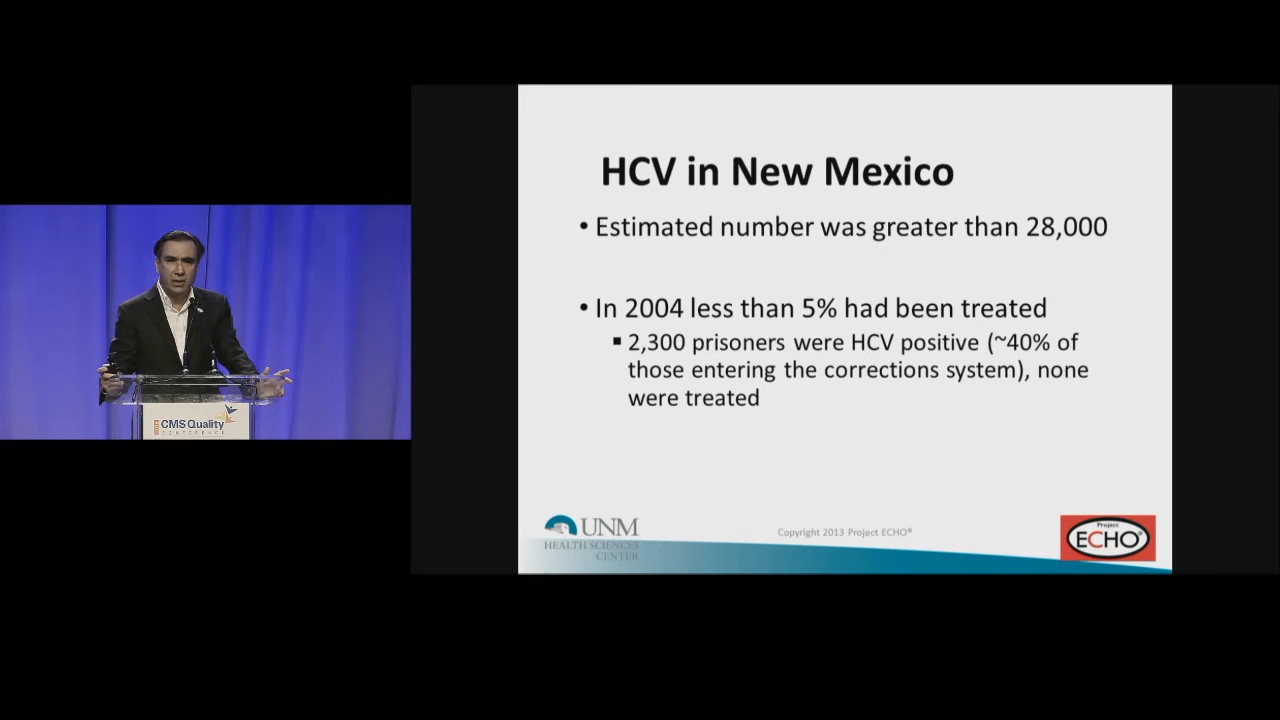 HCV in New Mexico
• Estimated number was greater than 28,000
• In 2004 less than 5% had been treated
▪ 2,300 prisoners were HCV positive (~40% of
those entering the corrections system), none
were treated
CMS Quality
CONFERENCE
UNM
HEALTH SCIENCES
CENTER
Copyright 2013 Project ECHO®
Project
ECHO®